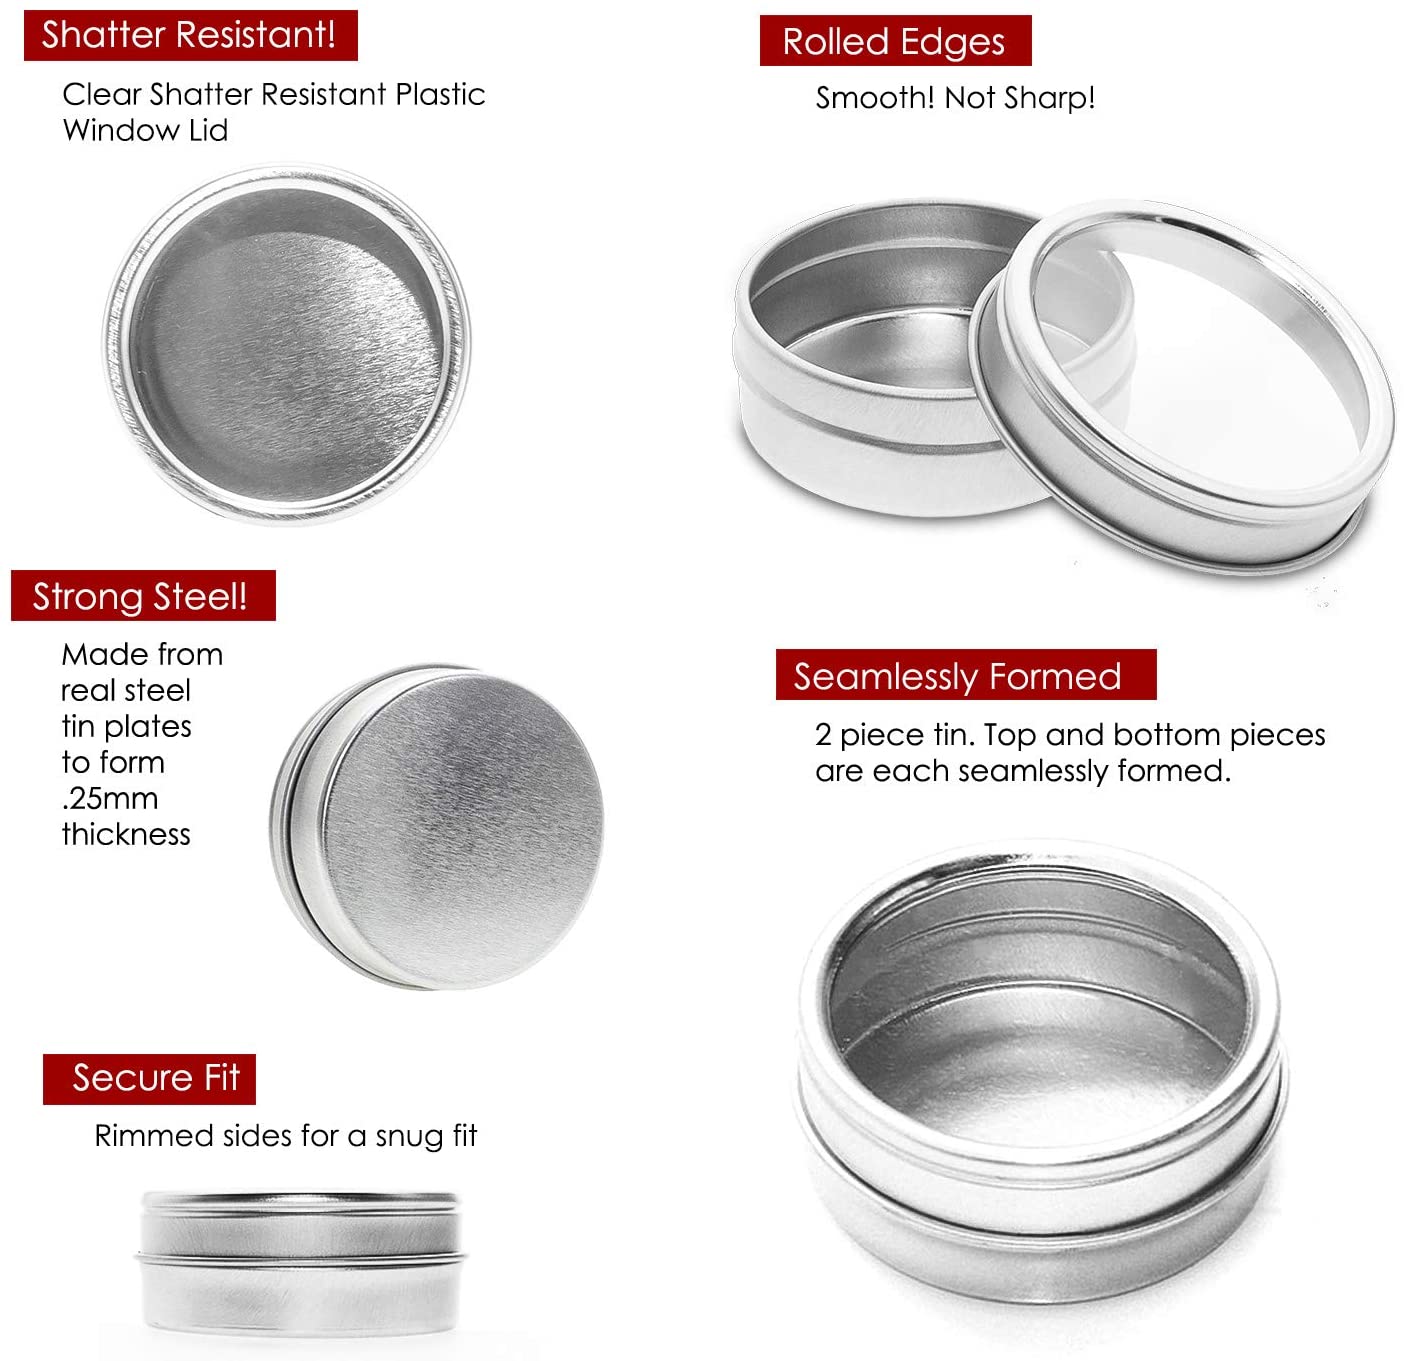 Shatter Resistant!
Clear Shatter Resistant Plastic
Window Lid
Rolled Edges
Smooth! Not Sharp!
Strong Steel!
Made from
real steel
tin plates
to form
.25mm
thickness
Seamlessly Formed
2 piece tin. Top and bottom pieces
are each seamlessly formed.
Secure Fit
Rimmed sides for a snug fit